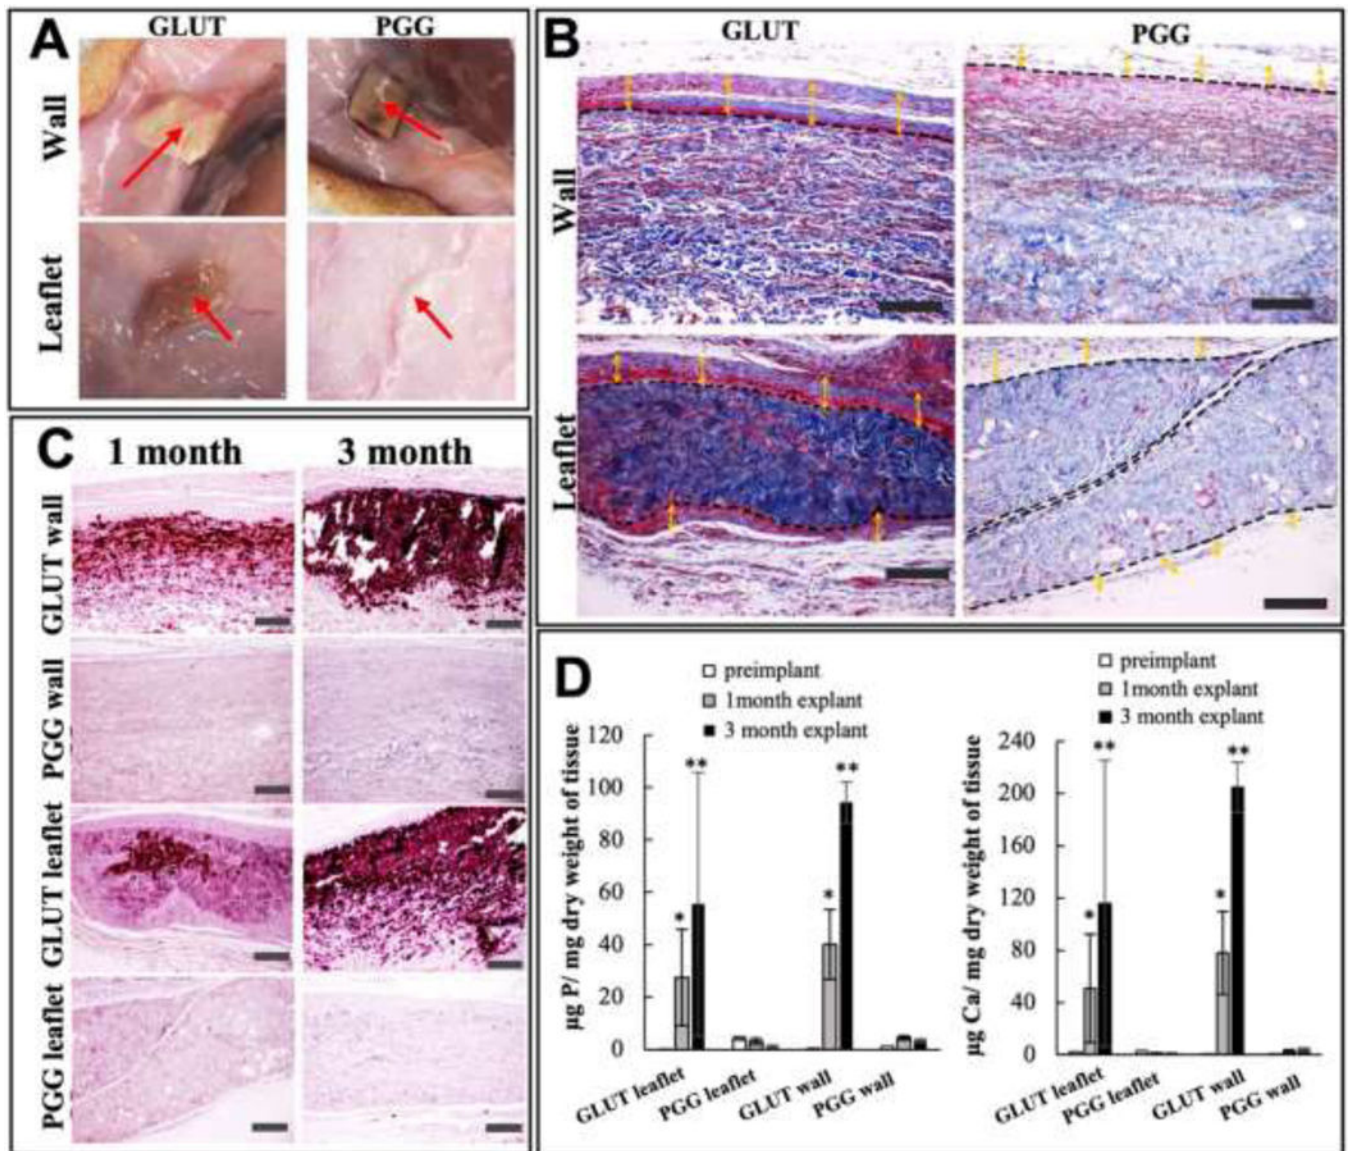 A
GLUT
PGG
Wall
Leaflet
B
GLUT
PGG
Wall
Leaflet
C
1 month
3 month
GLUT wall
PGG wall
GLUT leaflet
PGG leaflet
D
preimplant
1month explant
3 month explant
µg P/ mg dry weight of tissue
120
100
80
60
40
20
0
**
*
**
*
GLUT leaflet
PGG leaflet
GLUT wall
PGG wall
preimplant
1month explant
3 month explant
µg Ca/ mg dry weight of tissue
240
200
160
120
80
40
0
**
*
**
*
GLUT leaflet
PGG leaflet
GLUT wall
PGG wall